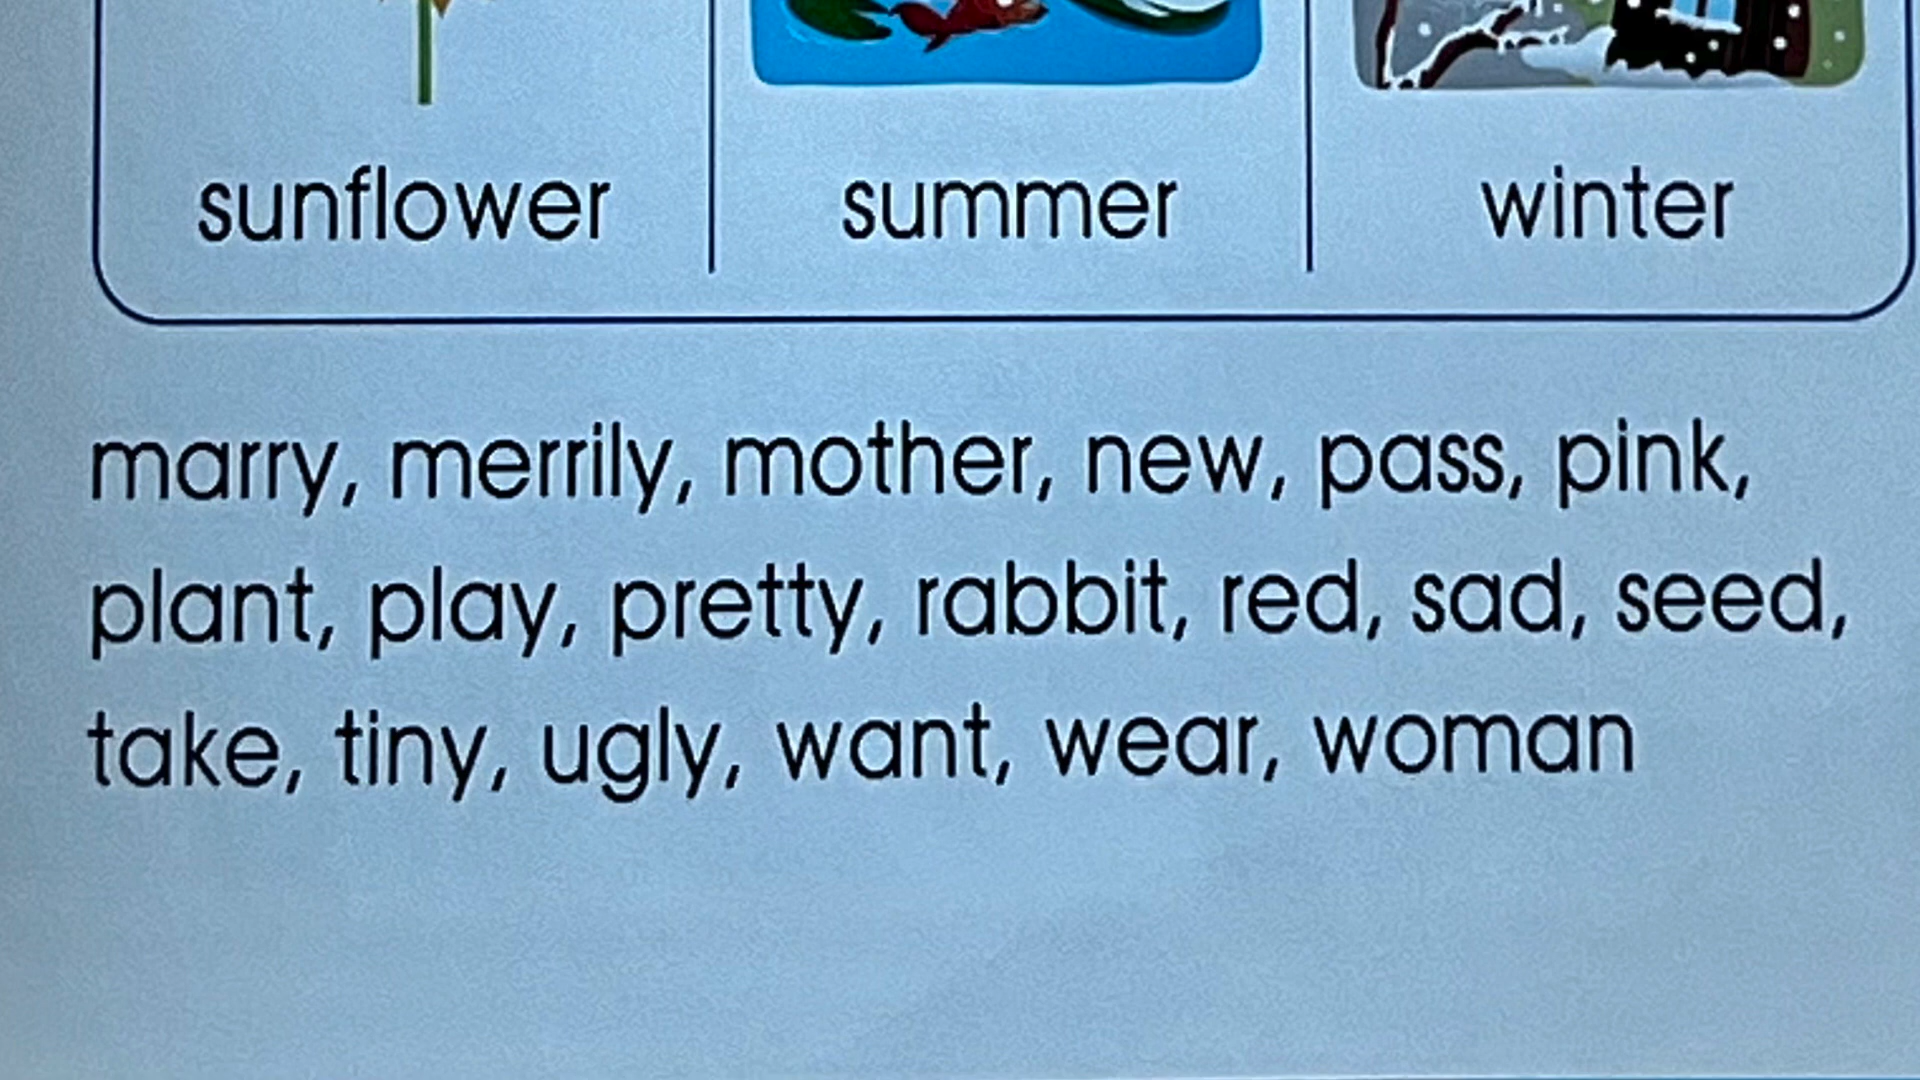 sunflower summer winter
marry, merrily, mother, new, pass, pink,
plant, play, pretty, rabbit, red, sad, seed,
take, tiny, ugly, want, wear, woman